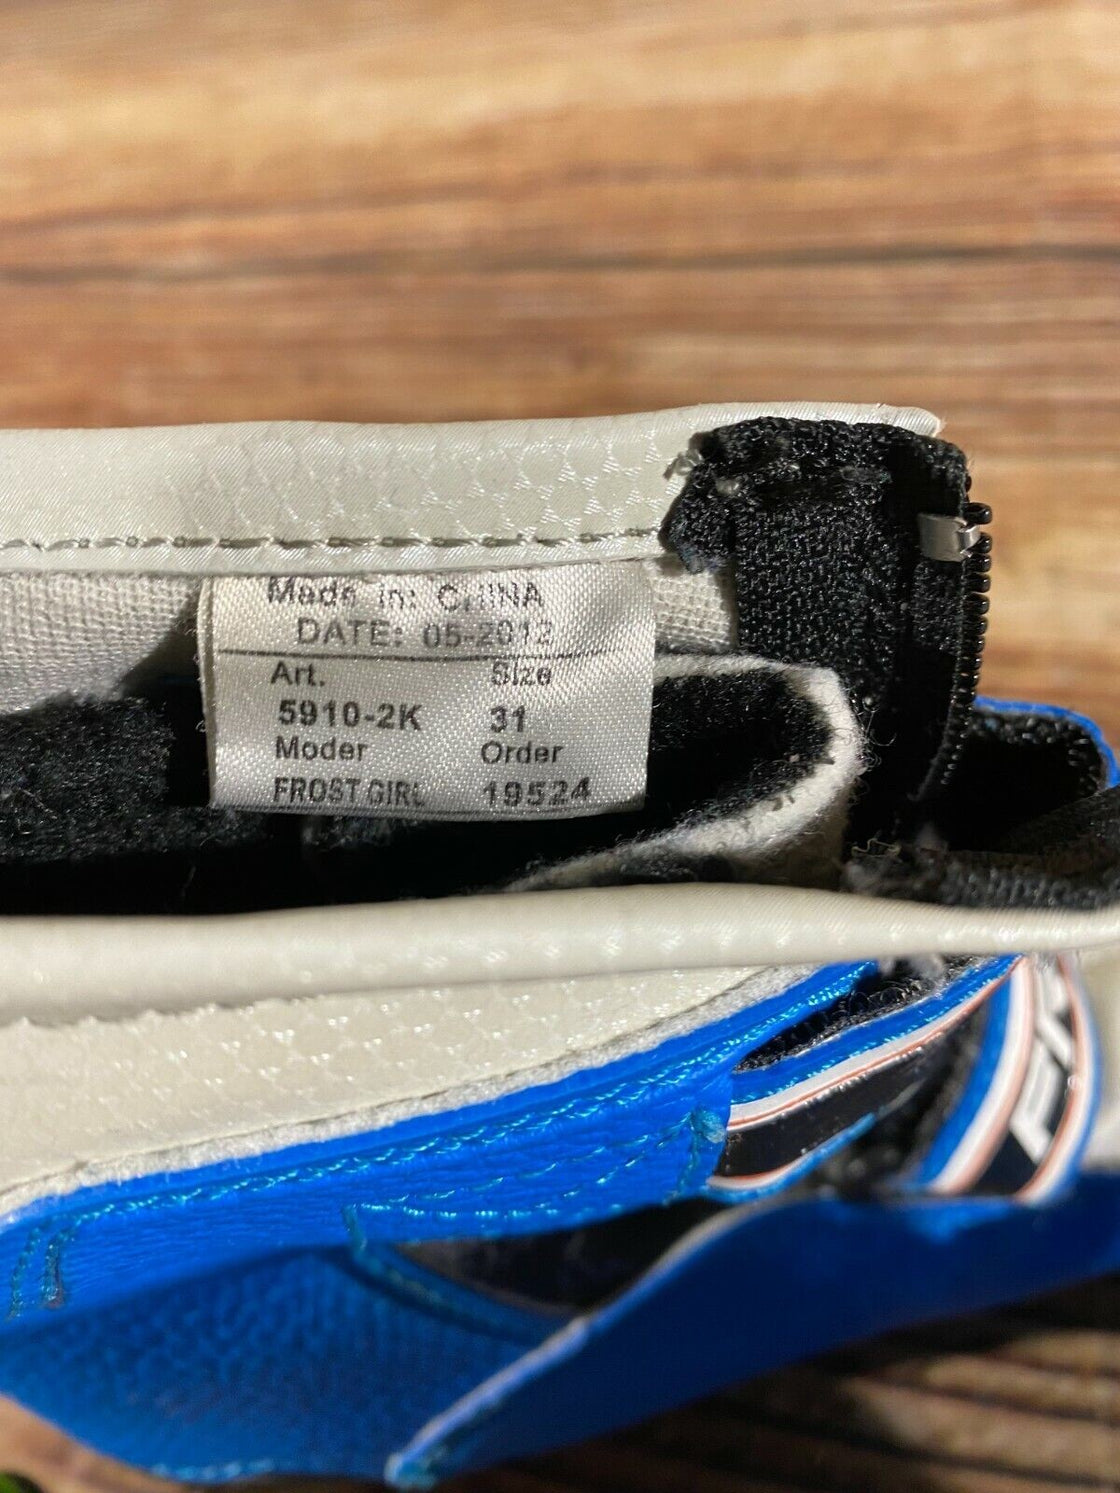 Made in: CHINA
DATE: 05-2012
Art. Size
5910-2K 31
Moder Order
FROST GIRL 19524